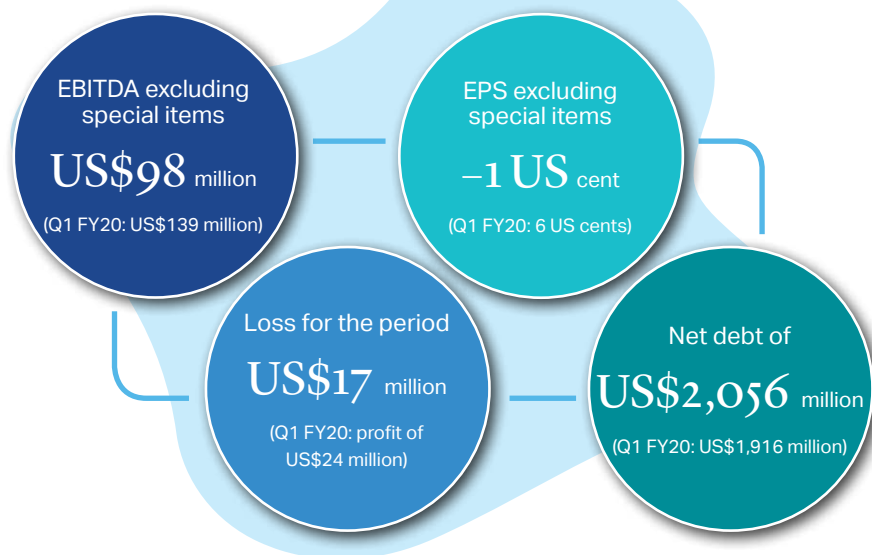 EBITDA excluding
special items
US$98 million
(Q1 FY20: US$139 million)
EPS excluding
special items
–1 US cent
(Q1 FY20: 6 US cents)
Loss for the period
US$17 million
(Q1 FY20: profit of
US$24 million)
Net debt of
US$2,056 million
(Q1 FY20: US$1,916 million)